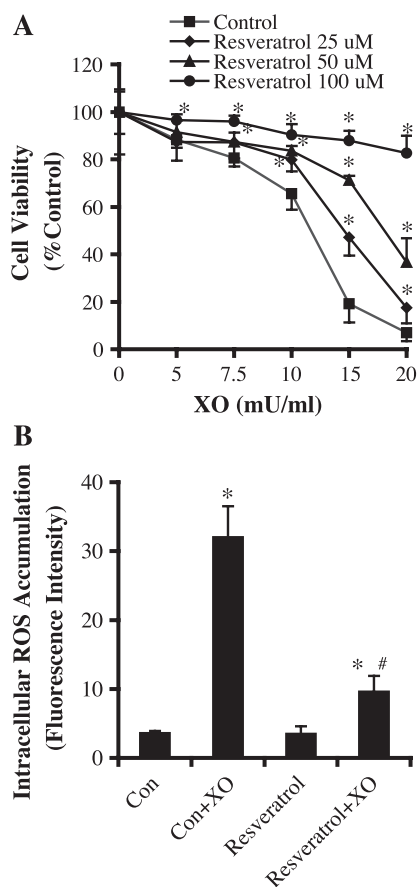 A
Control
Resveratrol 25 uM
Resveratrol 50 uM
Resveratrol 100 uM
Cell Viability
(%Control)
120
100
80
60
40
20
0
* * * * *
* *
* *
* *
*
*
0 5 7.5 10 15 20
XO (mU/ml)
B
Intracellular ROS Accumulation
(Fluorescence Intensity)
40
30
20
10
0
*
* #
Con
Con+XO
Resveratrol
Resveratrol+XO